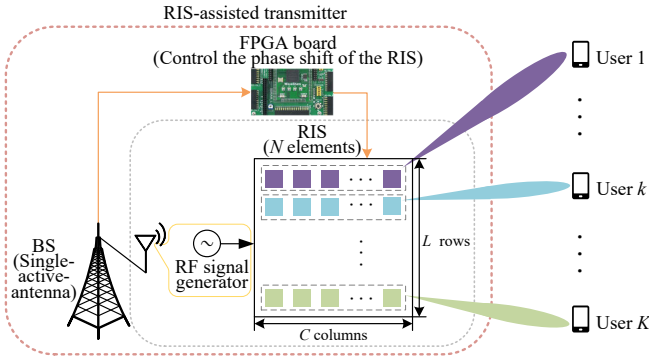 RIS-assisted transmitter
FPGA board
(Control the phase shift of the RIS)
User 1
RIS
(N elements)
User k
L rows
BS
(Single-
active-
antenna)
RF signal
generator
User K
C columns